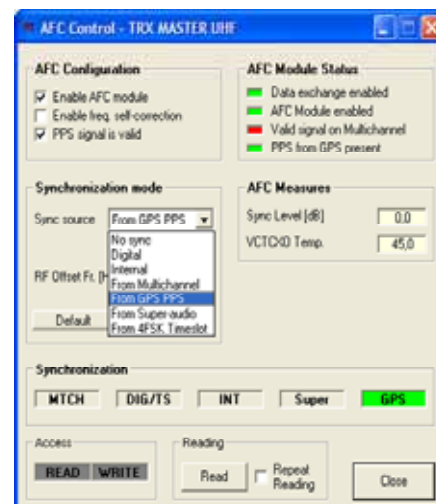 AFC Control - TRX MASTER UHF
AFC Configuration
Enable AFC module
Enable freq. self-correction
PPS signal is valid
AFC Module Status
Data exchange enabled
AFC Module enabled
Valid signal on Multichannel
PPS from GPS present
Synchronization mode
Sync source From GPS PPS
No sync
Digital
Internal
From Multichannel
From GPS PPS
From Super-audio
From 4FSK Timeslot
RF Offset Fr.
Default
AFC Measures
Sync Level [dB] 0,0
VCTCXO Temp. 45,0
Synchronization
MTCH DIG/TS INT Super GPS
Access
READ WRITE
Reading
Read
Repeat
Reading
Close